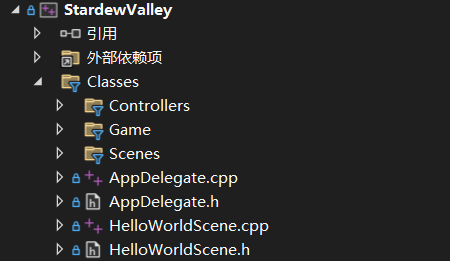 StardewValley
引用
外部依赖项
Classes
Controllers
Game
Scenes
AppDelegate.cpp
AppDelegate.h
HelloWorldScene.cpp
HelloWorldScene.h